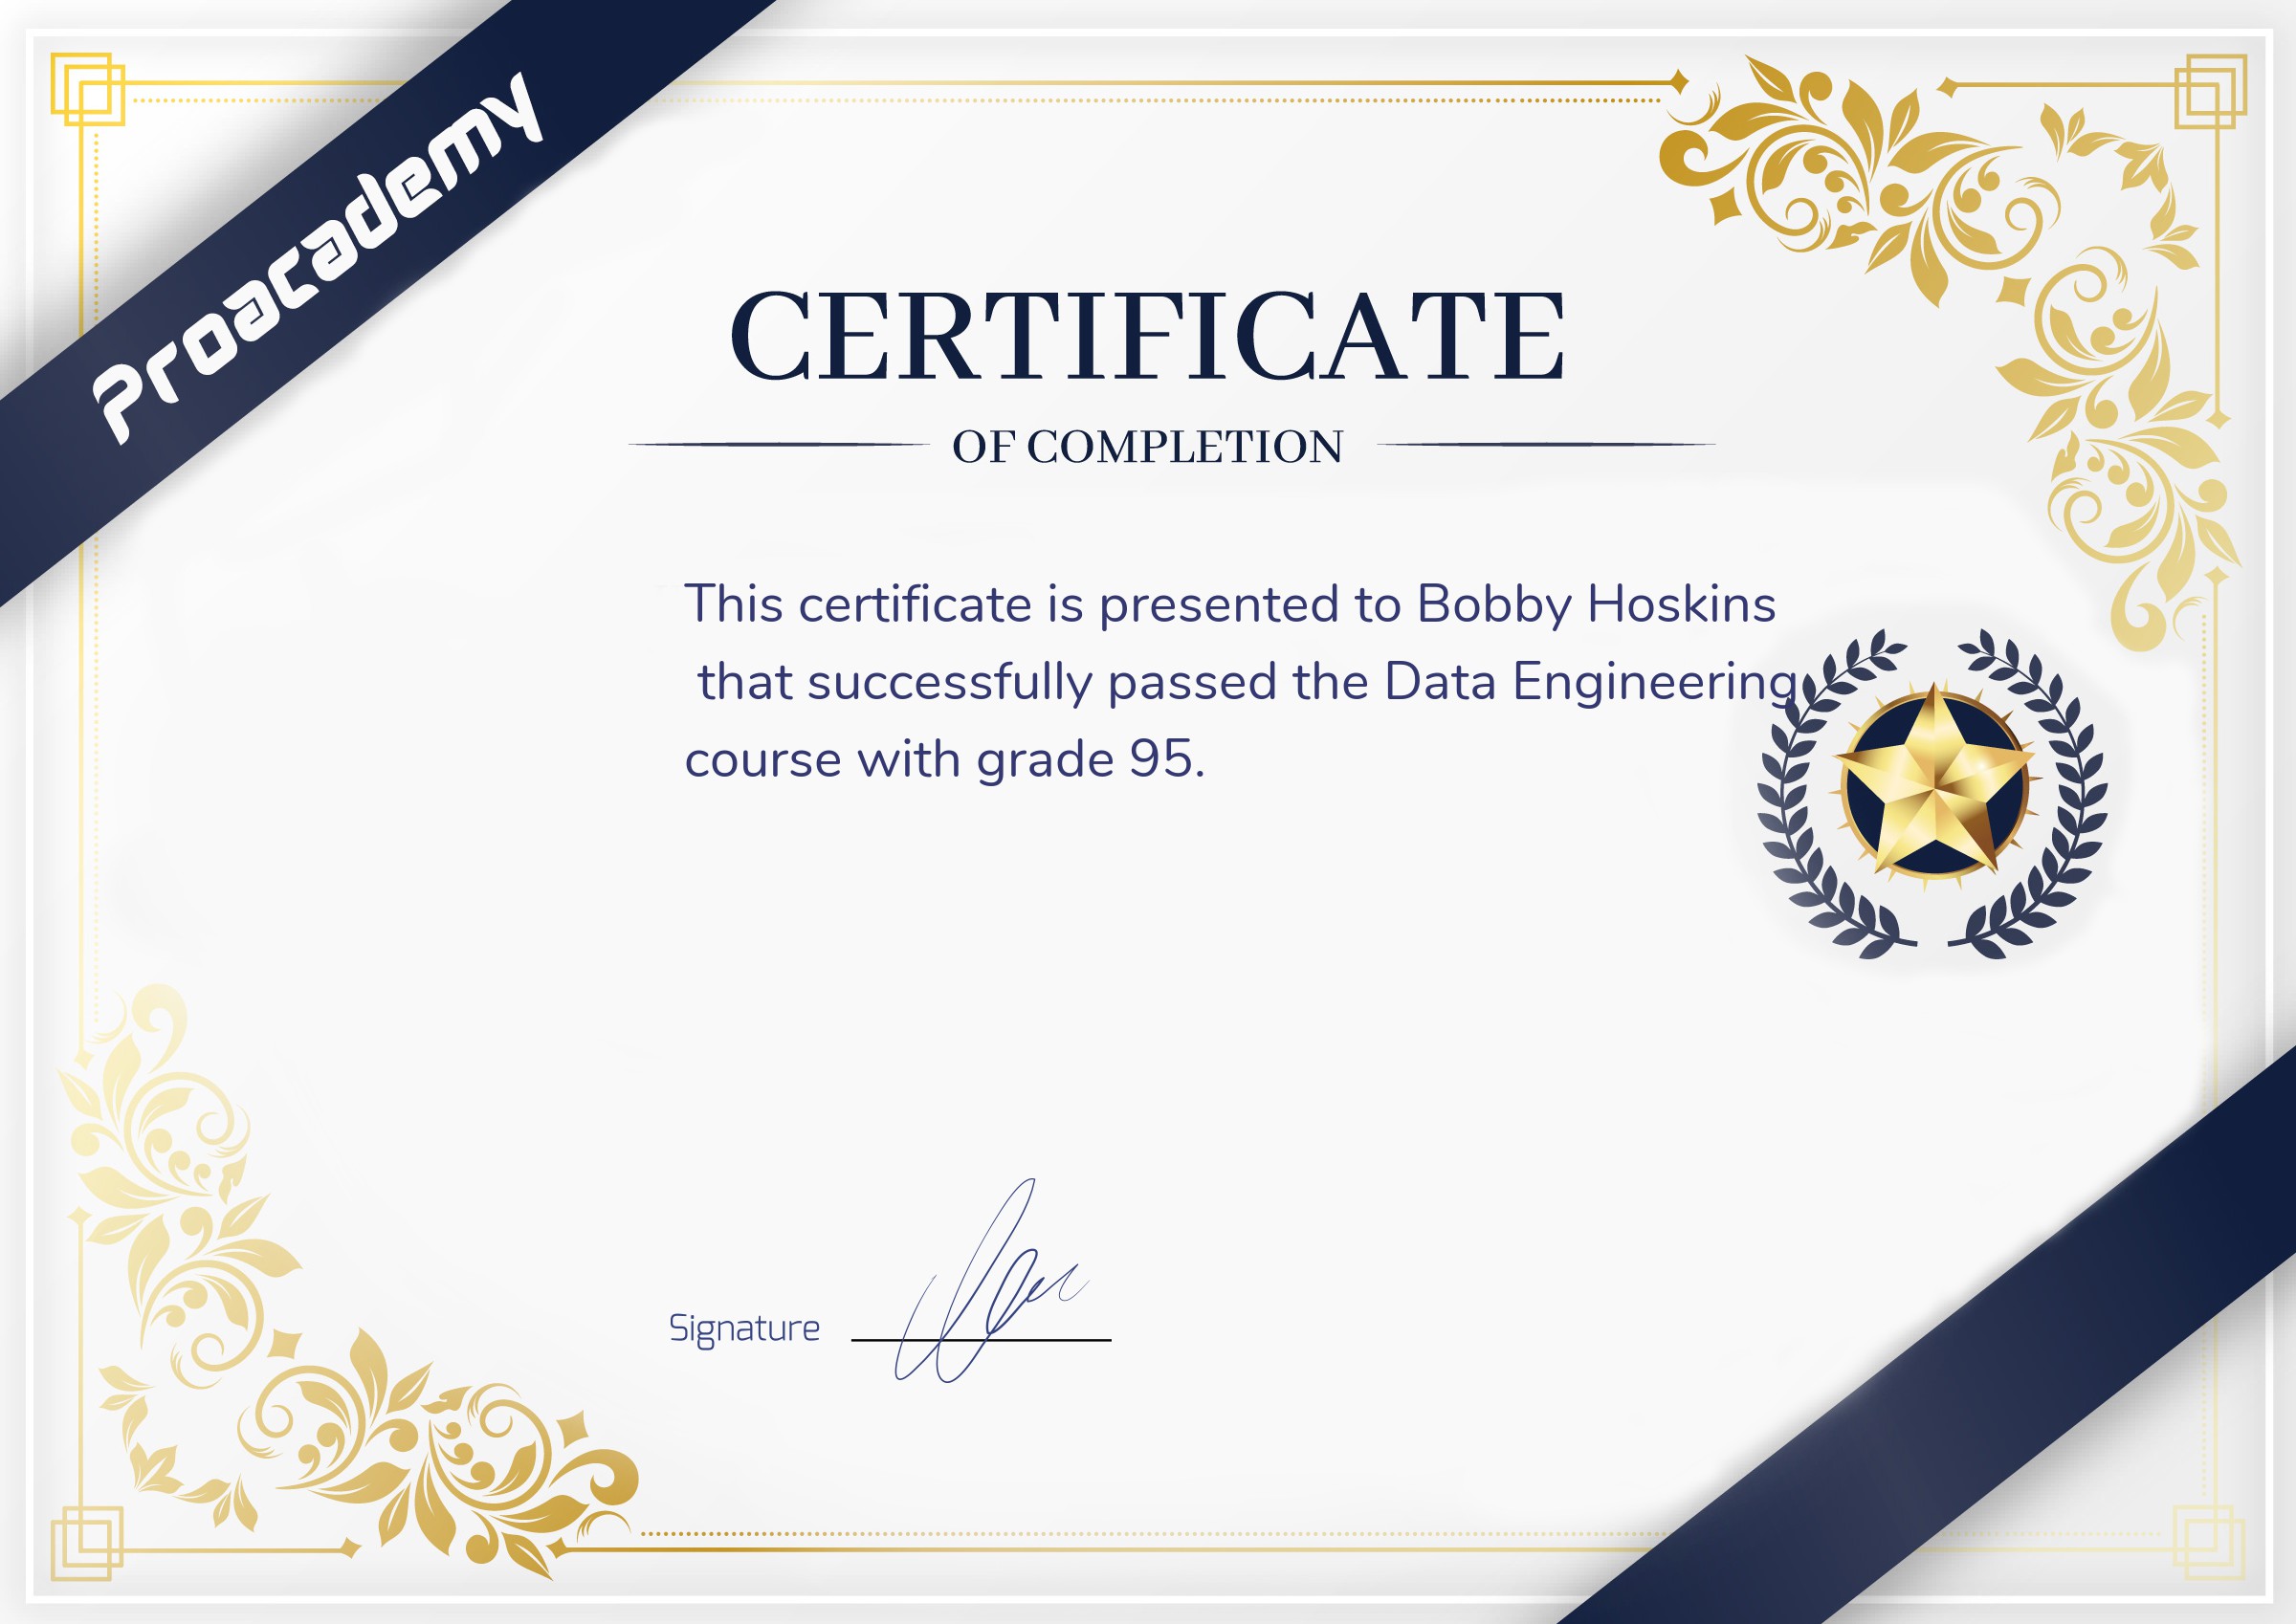 Proacademy
CERTIFICATE
OF COMPLETION
This certificate is presented to Bobby Hoskins
that successfully passed the Data Engineering
course with grade 95.
Signature